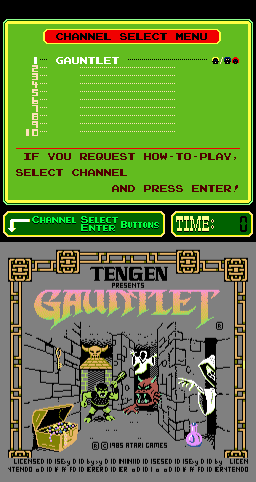 CHANNEL SELECT MENU
1 GAUNTLET
2
3
4
5
6
7
8
9
10
IF YOU REQUEST HOW-TO-PLAY,
SELECT CHANNEL
AND PRESS ENTER!
CHANNEL SELECT
ENTER BUTTONS
TIME: 0
TENGEN
PRESENTS
GAUNTLET
®
®© 1985 ATARI GAMES
LICENSED